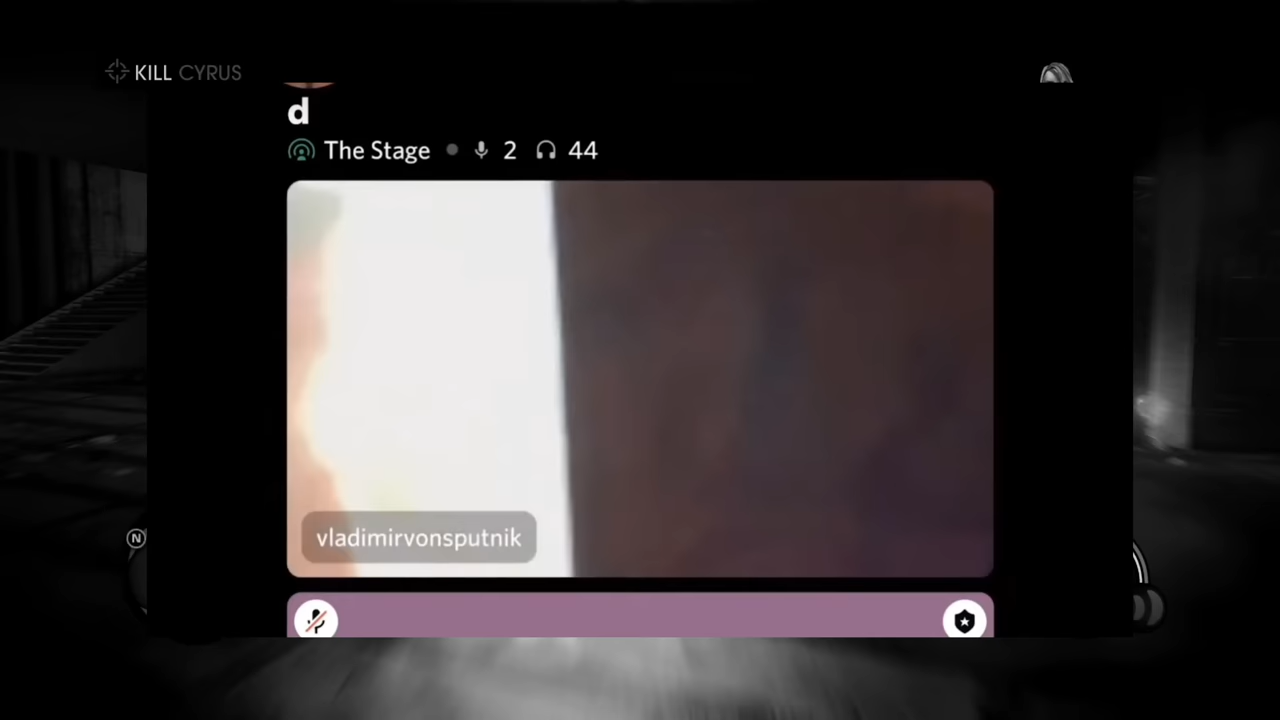 KILL CYRUS
d
The Stage 2 44
vladimirvonsputnik
N